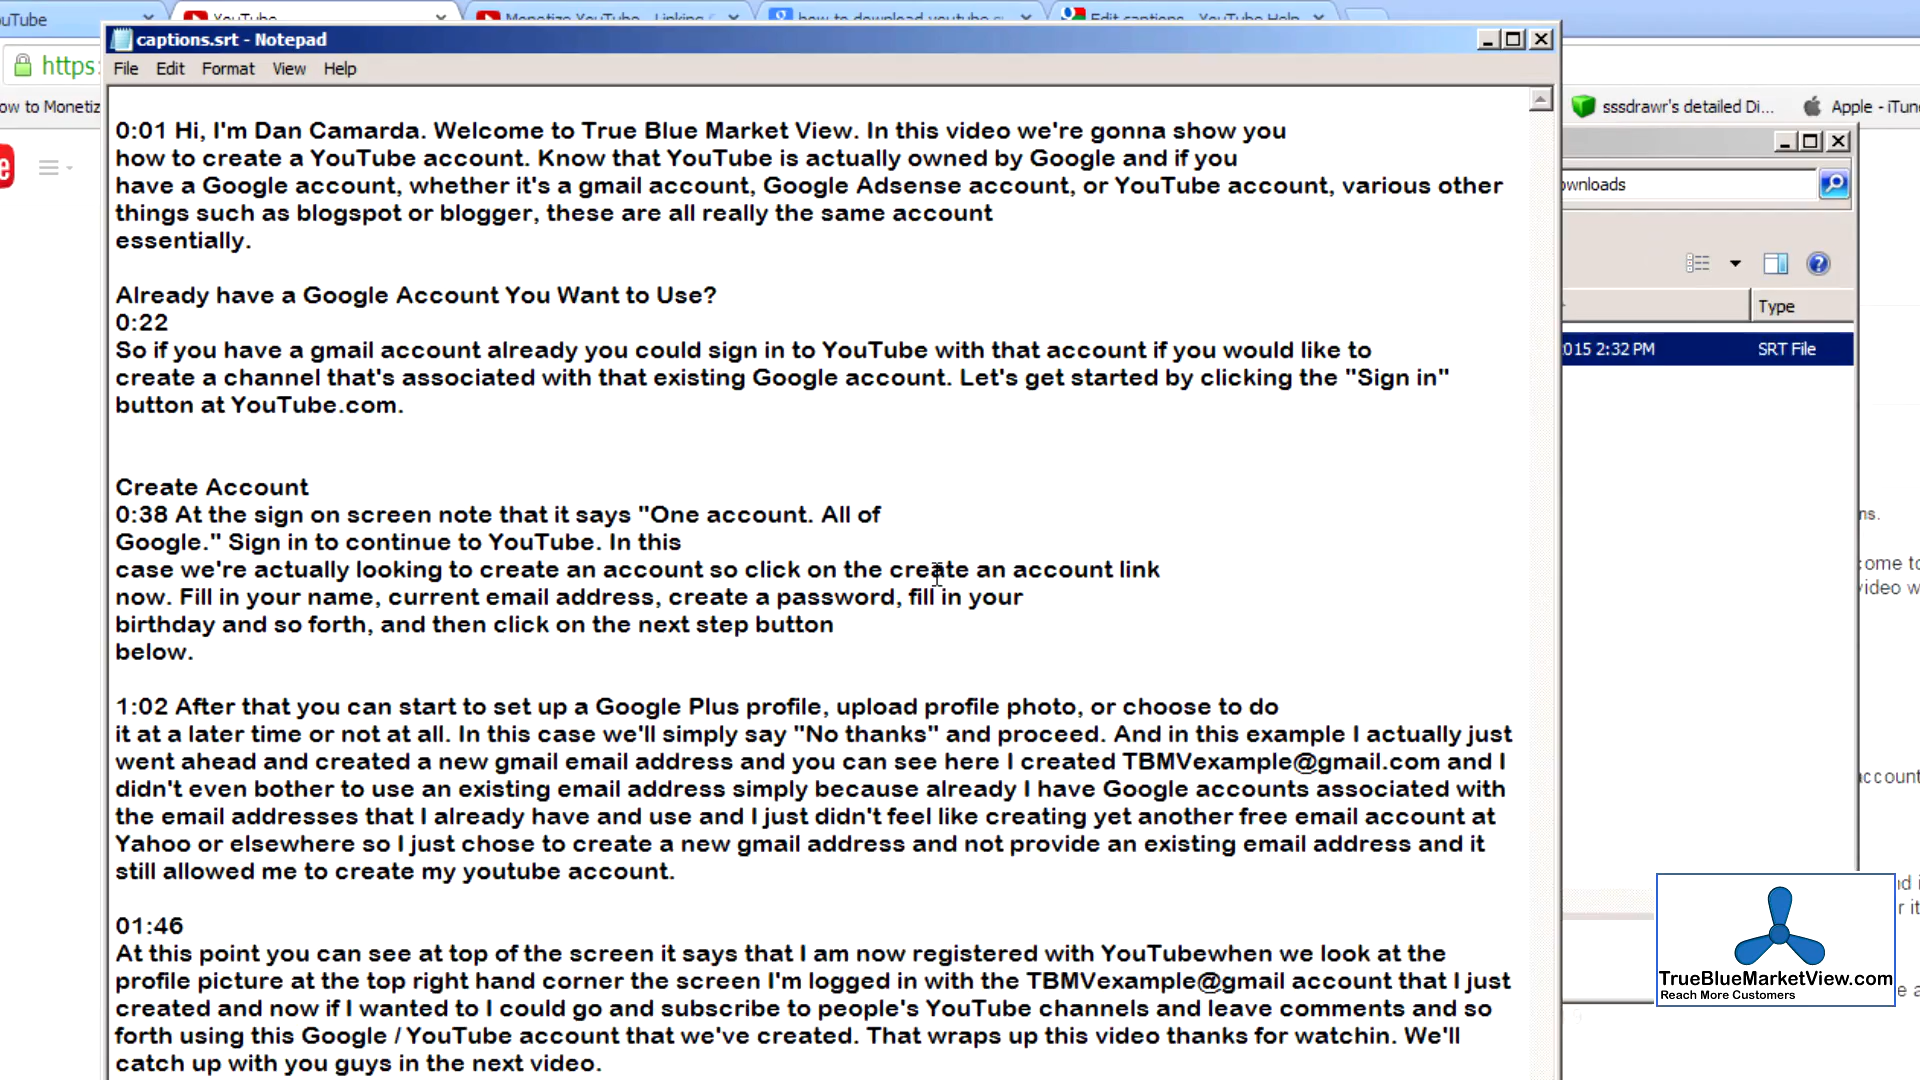 YouTube
YouTube
Monetize YouTube - Linking
how to download youtube
Edit captions - YouTube Help
captions.srt - Notepad
https:
File Edit Format View Help
ow to Monetiz
sssdrawr's detailed Di...
Apple - iTun
0:01 Hi, I'm Dan Camarda. Welcome to True Blue Market View. In this video we're gonna show you
how to create a YouTube account. Know that YouTube is actually owned by Google and if you
have a Google account, whether it's a gmail account, Google Adsense account, or YouTube account, various other
things such as blogspot or blogger, these are all really the same account
essentially.
ownloads
Already have a Google Account You Want to Use?
0:22
So if you have a gmail account already you could sign in to YouTube with that account if you would like to
create a channel that's associated with that existing Google account. Let's get started by clicking the "Sign in"
button at YouTube.com.
Type
015 2:32 PM SRT File
Create Account
0:38 At the sign on screen note that it says "One account. All of
Google." Sign in to continue to YouTube. In this
case we're actually looking to create an account so click on the create an account link
now. Fill in your name, current email address, create a password, fill in your
birthday and so forth, and then click on the next step button
below.
1:02 After that you can start to set up a Google Plus profile, upload profile photo, or choose to do
it at a later time or not at all. In this case we'll simply say "No thanks" and proceed. And in this example I actually just
went ahead and created a new gmail email address and you can see here I created TBMVexample@gmail.com and I
didn't even bother to use an existing email address simply because already I have Google accounts associated with
the email addresses that I already have and use and I just didn't feel like creating yet another free email account at
Yahoo or elsewhere so I just chose to create a new gmail address and not provide an existing email address and it
still allowed me to create my youtube account.
01:46
At this point you can see at top of the screen it says that I am now registered with YouTubewhen we look at the
profile picture at the top right hand corner the screen I'm logged in with the TBMVexample@gmail account that I just
created and now if I wanted to I could go and subscribe to people's YouTube channels and leave comments and so
forth using this Google / YouTube account that we've created. That wraps up this video thanks for watchin. We'll
catch up with you guys in the next video.
ns.
ome to
video w
account
TrueBlueMarketView.com
Reach More Customers